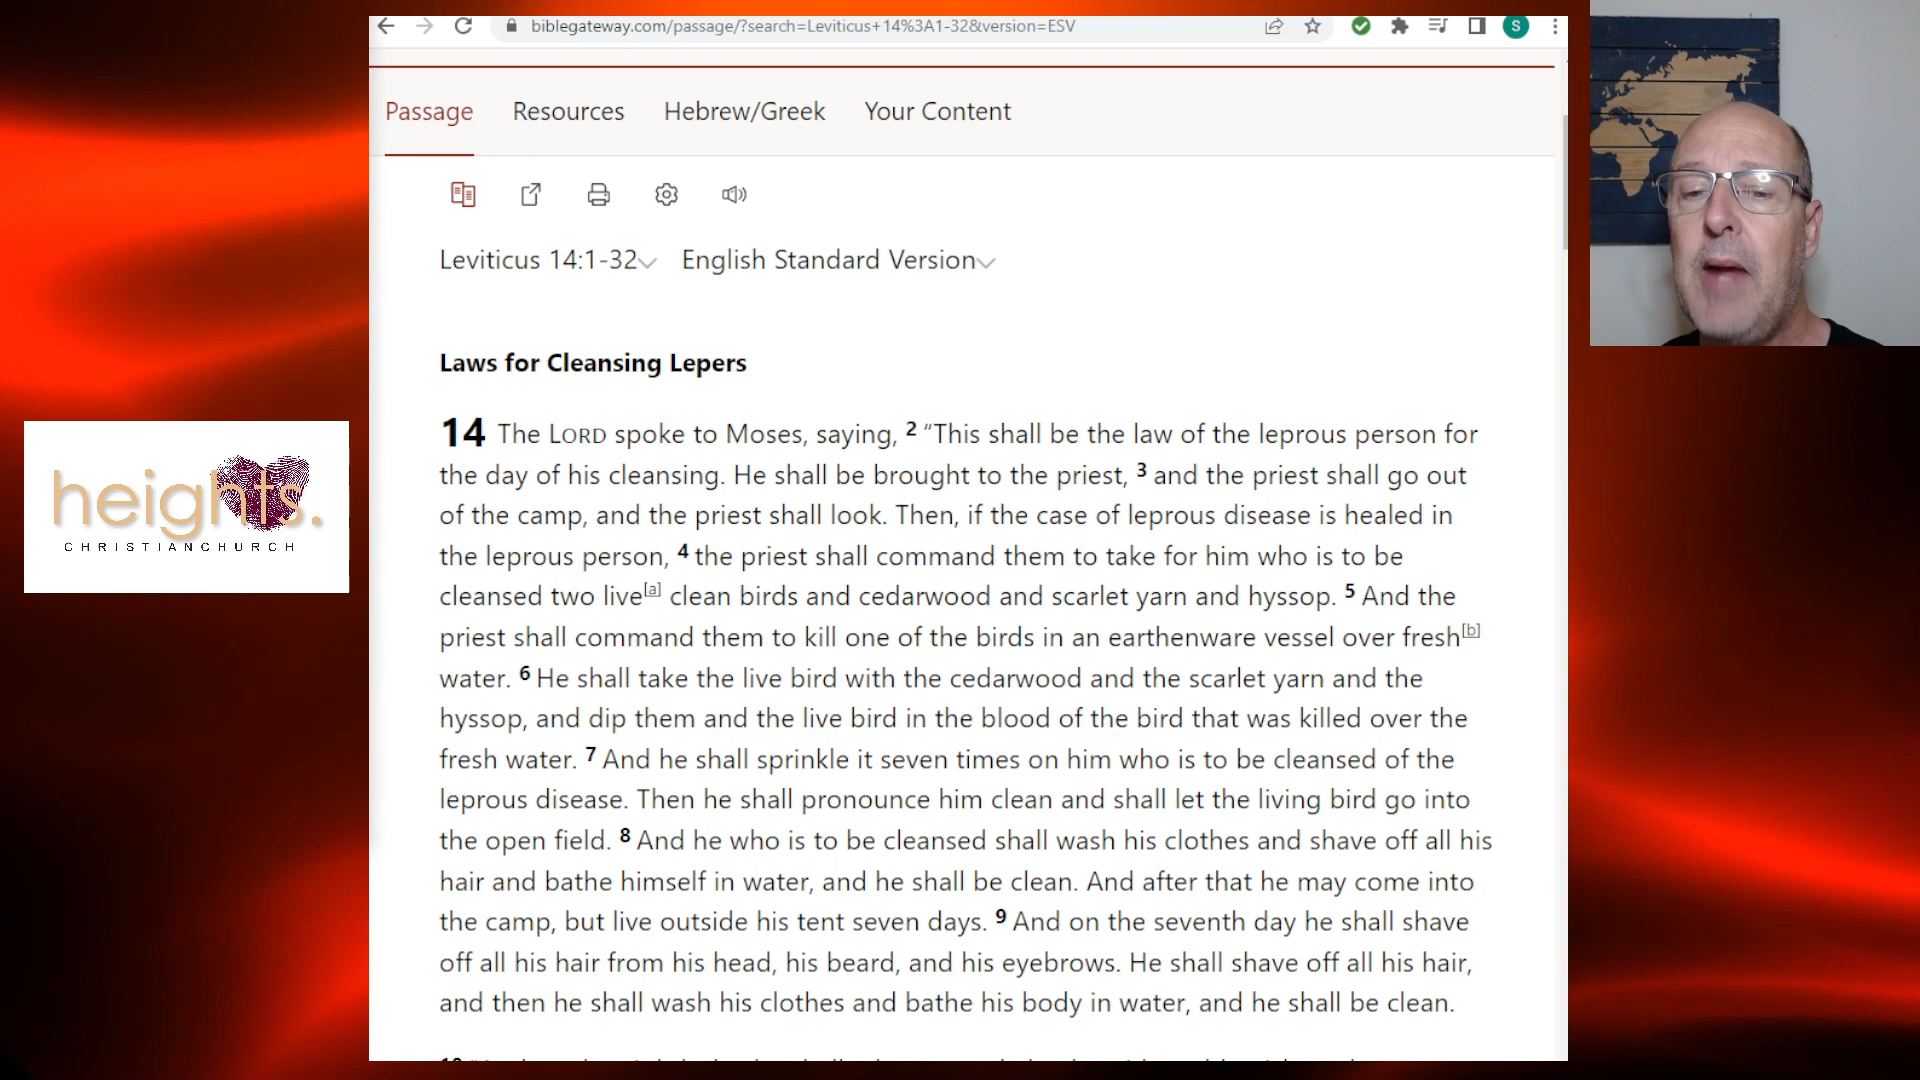 biblegateway.com/passage/?search=Leviticus+14%3A1-32&version=ESV
S
Passage Resources Hebrew/Greek Your Content
Leviticus 14:1-32 English Standard Version
Laws for Cleansing Lepers
14 The LORD spoke to Moses, saying, 2 “This shall be the law of the leprous person for
the day of his cleansing. He shall be brought to the priest, 3 and the priest shall go out
of the camp, and the priest shall look. Then, if the case of leprous disease is healed in
the leprous person, 4 the priest shall command them to take for him who is to be
cleansed two live[a] clean birds and cedarwood and scarlet yarn and hyssop. 5 And the
priest shall command them to kill one of the birds in an earthenware vessel over fresh[b]
water. 6 He shall take the live bird with the cedarwood and the scarlet yarn and the
hyssop, and dip them and the live bird in the blood of the bird that was killed over the
fresh water. 7 And he shall sprinkle it seven times on him who is to be cleansed of the
leprous disease. Then he shall pronounce him clean and shall let the living bird go into
the open field. 8 And he who is to be cleansed shall wash his clothes and shave off all his
hair and bathe himself in water, and he shall be clean. And after that he may come into
the camp, but live outside his tent seven days. 9 And on the seventh day he shall shave
off all his hair from his head, his beard, and his eyebrows. He shall shave off all his hair,
and then he shall wash his clothes and bathe his body in water, and he shall be clean.
heights.
CHRISTIANCHURCH